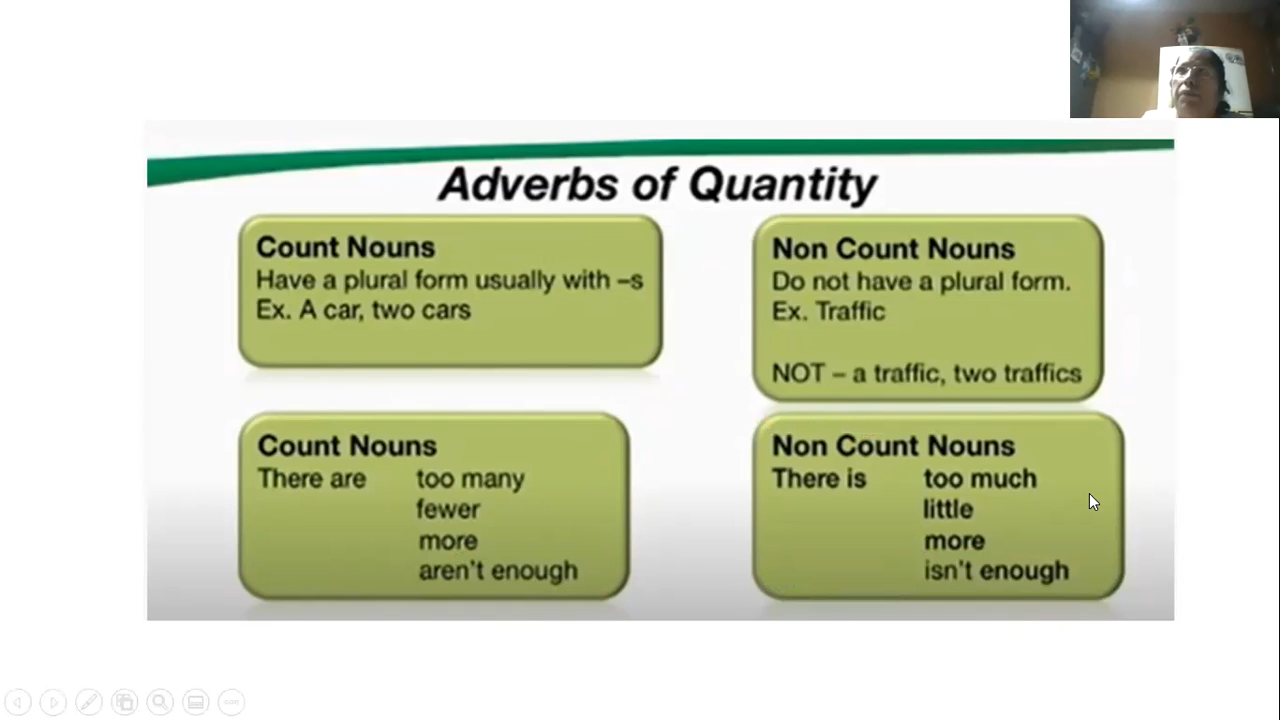 Adverbs of Quantity
Count Nouns
Have a plural form usually with –s
Ex. A car, two cars
Non Count Nouns
Do not have a plural form.
Ex. Traffic
NOT – a traffic, two traffics
Count Nouns
There are too many
fewer
more
aren't enough
Non Count Nouns
There is too much
little
more
isn't enough